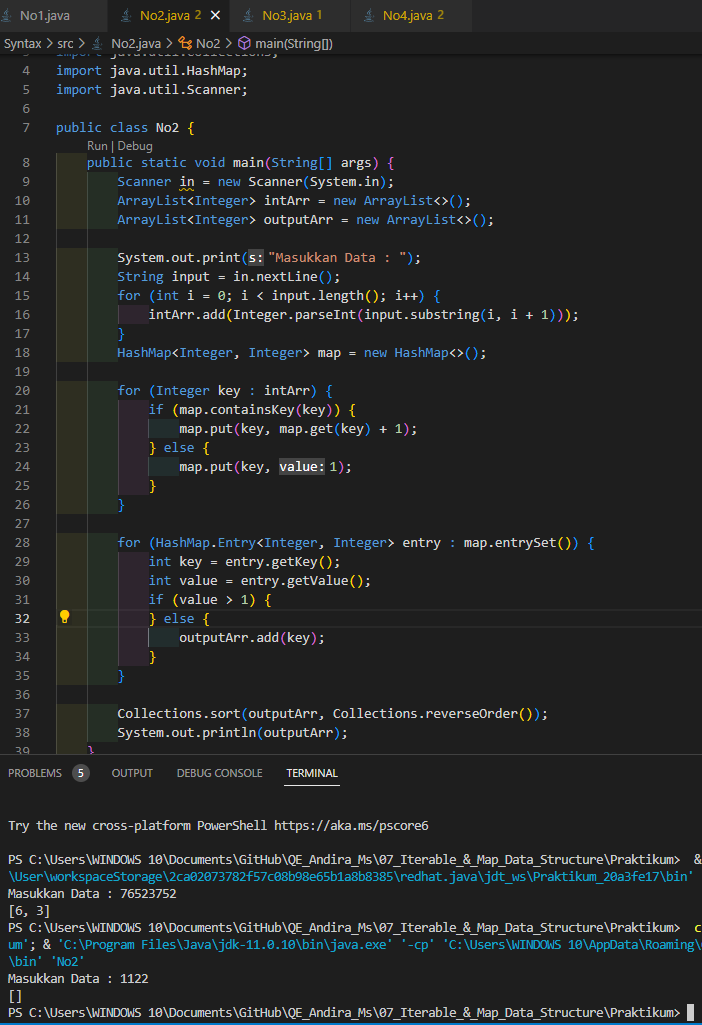 No1.java
No2.java 2
No3.java 1
No4.java 2
Syntax > src > No2.java > No2 > main(String[])
3 import java.util.Collections;
4 import java.util.HashMap;
5 import java.util.Scanner;
6
7 public class No2 {
Run | Debug
8 public static void main(String[] args) {
9 Scanner in = new Scanner(System.in);
10 ArrayList<Integer> intArr = new ArrayList<>();
11 ArrayList<Integer> outputArr = new ArrayList<>();
12
13 System.out.print(s: "Masukkan Data : ");
14 String input = in.nextLine();
15 for (int i = 0; i < input.length(); i++) {
16 intArr.add(Integer.parseInt(input.substring(i, i + 1)));
17 }
18 HashMap<Integer, Integer> map = new HashMap<>();
19
20 for (Integer key : intArr) {
21 if (map.containsKey(key)) {
22 map.put(key, map.get(key) + 1);
23 } else {
24 map.put(key, value: 1);
25 }
26 }
27
28 for (HashMap.Entry<Integer, Integer> entry : map.entrySet()) {
29 int key = entry.getKey();
30 int value = entry.getValue();
31 if (value > 1) {
32 } else {
33 outputArr.add(key);
34 }
35 }
36
37 Collections.sort(outputArr, Collections.reverseOrder());
38 System.out.println(outputArr);
39 }
PROBLEMS 5 OUTPUT DEBUG CONSOLE TERMINAL
Try the new cross-platform PowerShell https://aka.ms/pscore6
PS C:\Users\WINDOWS 10\Documents\GitHub\QE_Andira_Ms\07_Iterable_&_Map_Data_Structure\Praktikum> &
\User\workspaceStorage\2ca02073782f57c08b98e65b1a8b8385\redhat.java\jdt_ws\Praktikum_20a3fe17\bin'
Masukkan Data : 76523752
[6, 3]
PS C:\Users\WINDOWS 10\Documents\GitHub\QE_Andira_Ms\07_Iterable_&_Map_Data_Structure\Praktikum> c
um'; & 'C:\Program Files\Java\jdk-11.0.10\bin\java.exe' '-cp' 'C:\Users\WINDOWS 10\AppData\Roaming\
\bin' 'No2'
Masukkan Data : 1122
[]
PS C:\Users\WINDOWS 10\Documents\GitHub\QE_Andira_Ms\07_Iterable_&_Map_Data_Structure\Praktikum>